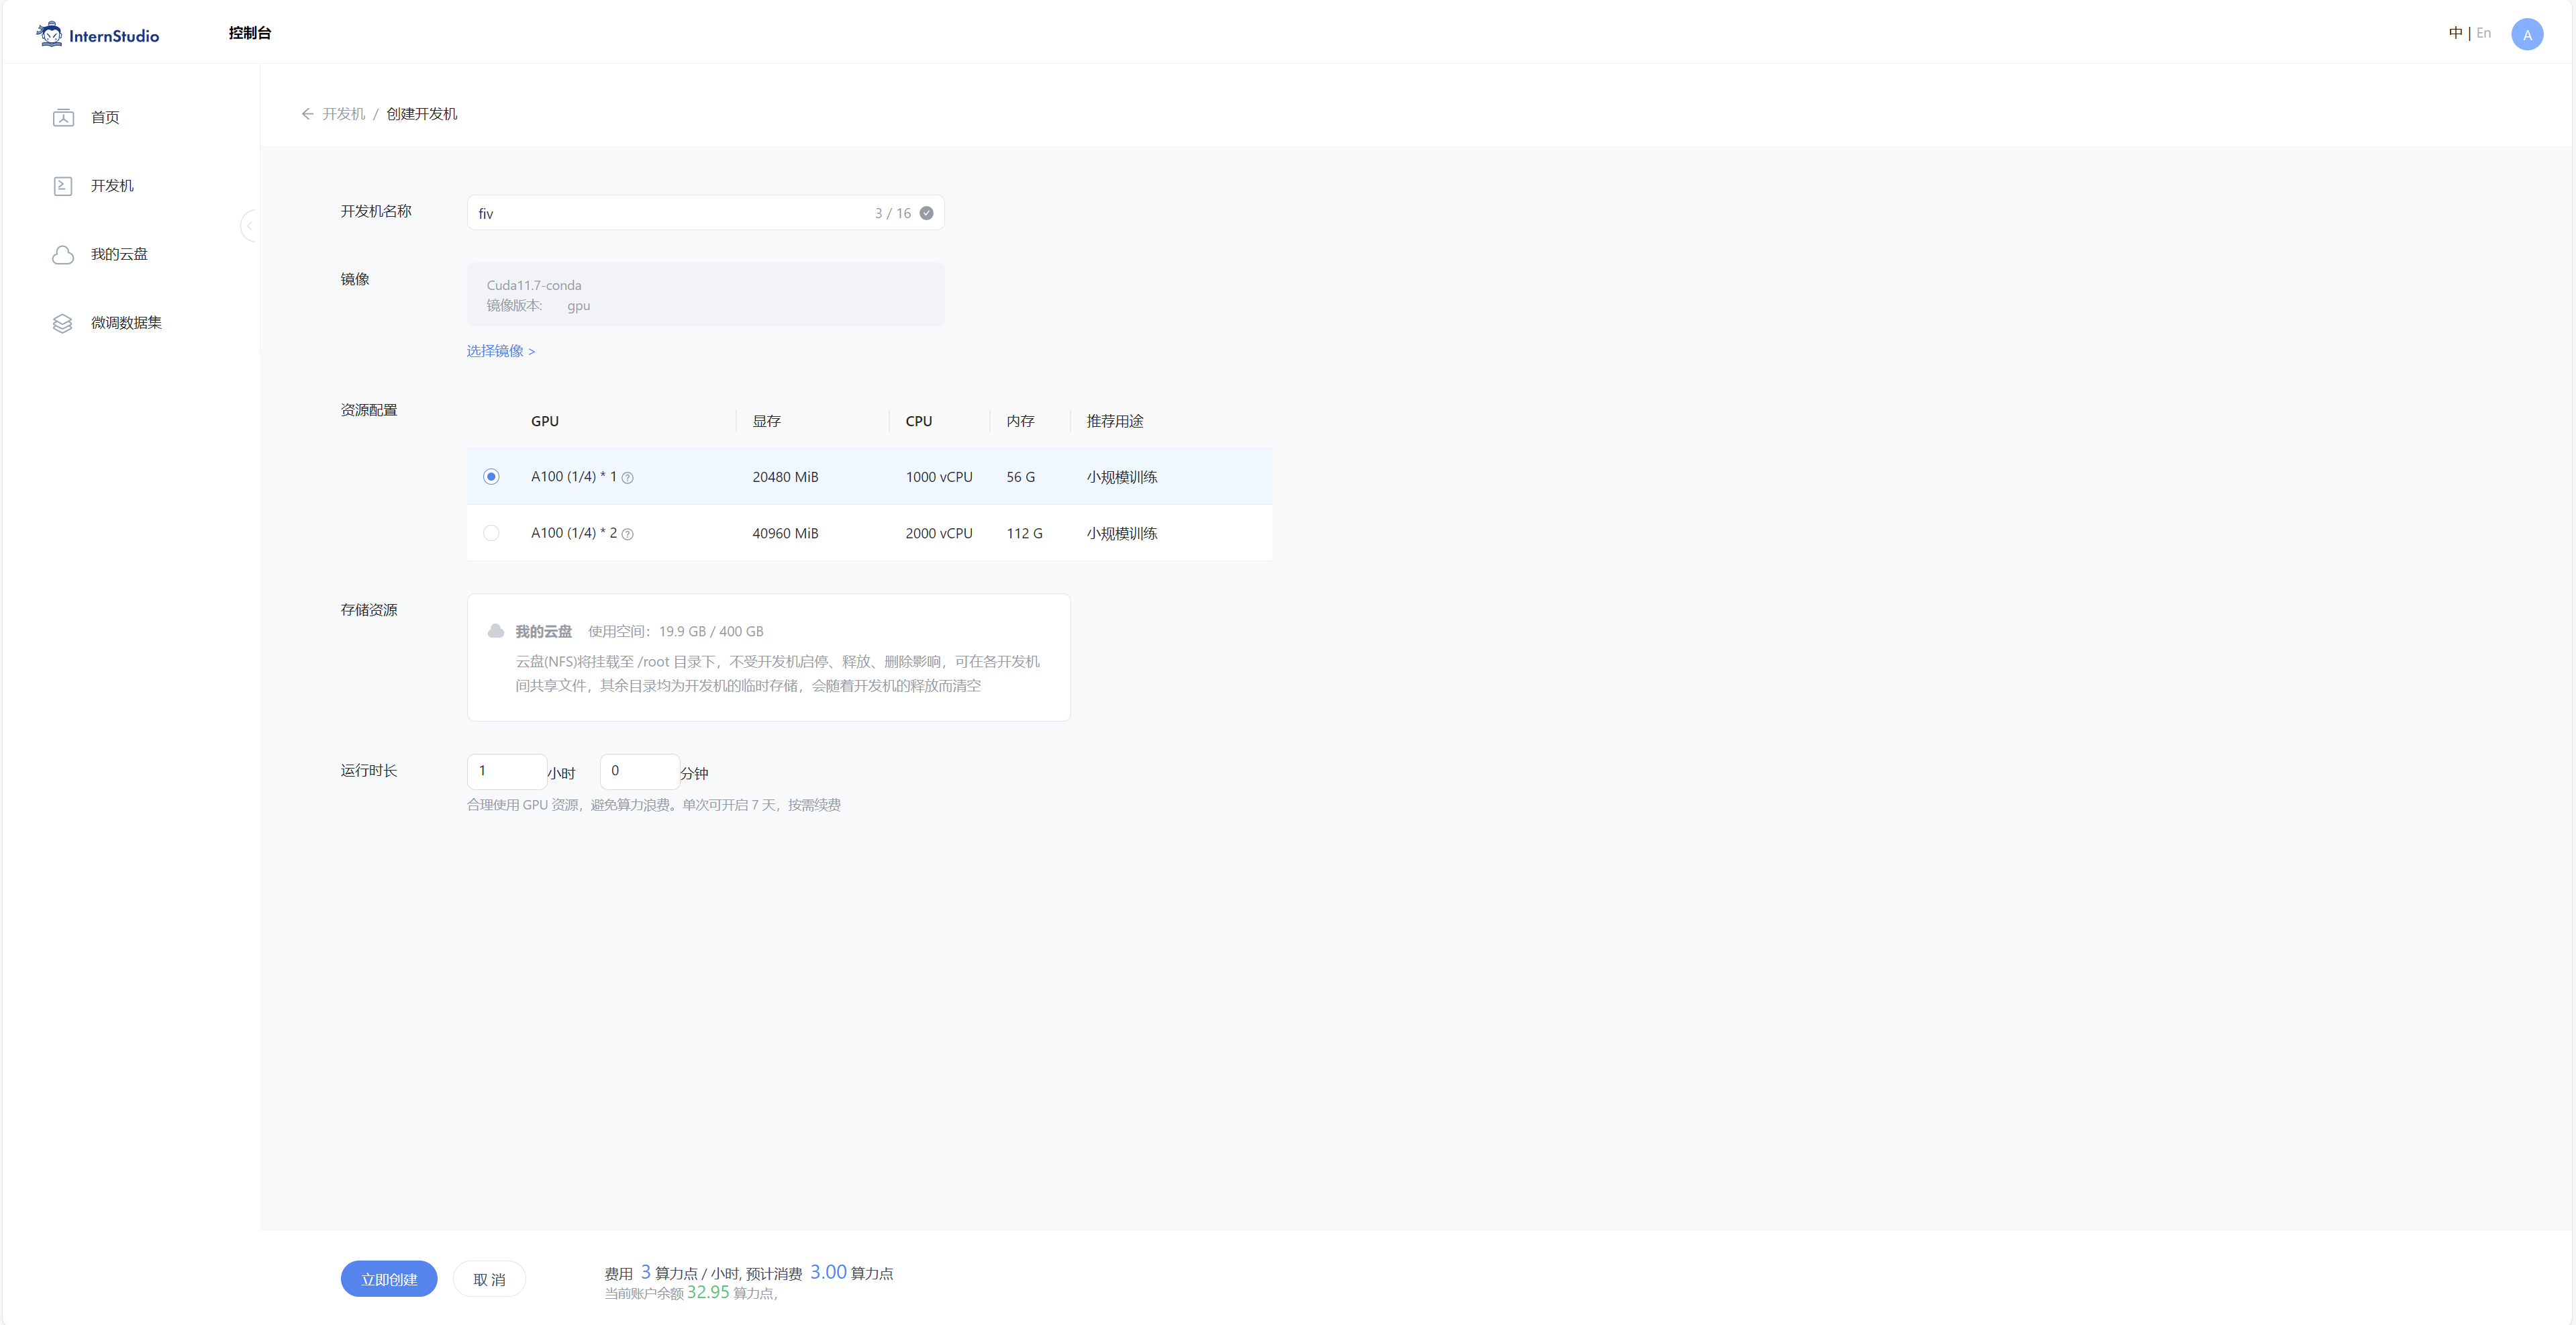 InternStudio
控制台
中 | En
A
首页
开发机
我的云盘
微调数据集
开发机 / 创建开发机
开发机名称
fiv
3 / 16
镜像
Cuda11.7-conda
镜像版本: gpu
选择镜像 >
资源配置
GPU 显存 CPU 内存 推荐用途
A100 (1/4) * 1 20480 MiB 1000 vCPU 56 G 小规模训练
A100 (1/4) * 2 40960 MiB 2000 vCPU 112 G 小规模训练
存储资源
我的云盘 使用空间：19.9 GB / 400 GB
云盘(NFS)将挂载至 /root 目录下，不受开发机启停、释放、删除影响，可在各开发机
间共享文件，其余目录均为开发机的临时存储，会随着开发机的释放而清空
运行时长
1 小时 0 分钟
合理使用 GPU 资源，避免算力浪费。单次可开启 7 天，按需续费
立即创建
取 消
费用 3 算力点 / 小时, 预计消费 3.00 算力点
当前账户余额 32.95 算力点,